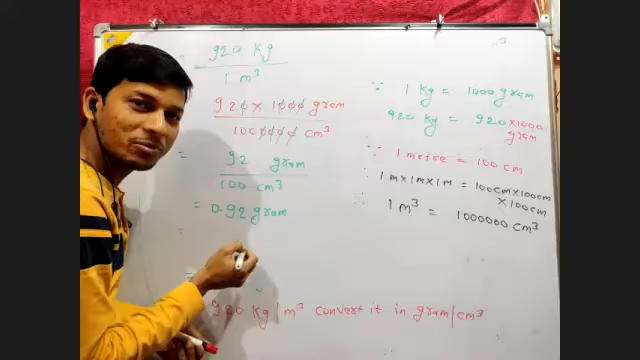 920 kg
1 m³
920 × 1000 gram
1000000 cm³
= 92 gram
100 cm³
= 0.92 gram
∵ 1 kg = 1000 gram
920 kg = 920×1000
gram
∵ 1 metre = 100 cm
∴ 1m×1m×1m = 100cm×100cm
×100cm
∴ 1 m³ = 1000000 cm³
920 kg/m³ convert it in gram/cm³